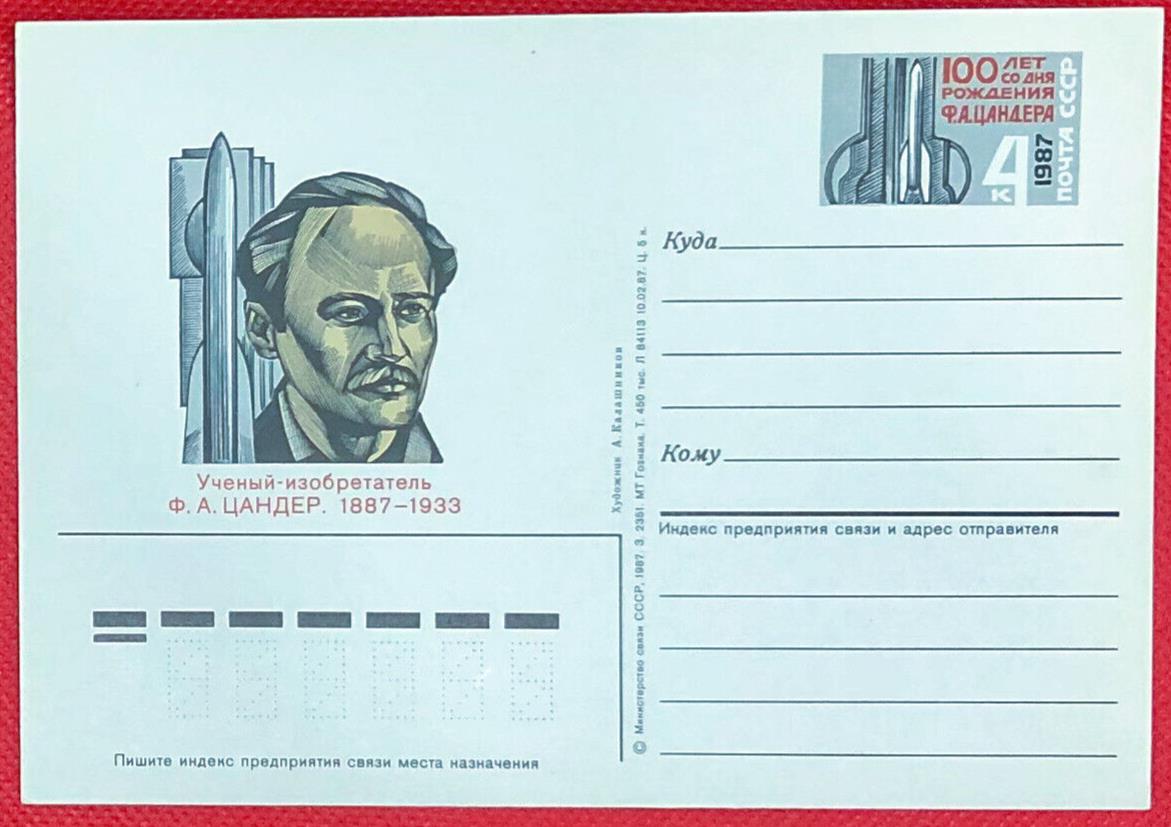 100 ЛЕТ
СО ДНЯ
РОЖДЕНИЯ
Ф.А.ЦАНДЕРА
4
к
1987
ПОЧТА СССР
Ученый-изобретатель
Ф. А. ЦАНДЕР. 1887–1933
Куда
Кому
Индекс предприятия связи и адрес отправителя
Пишите индекс предприятия связи места назначения
Художник А. Калашников
© Министерство связи СССР, 1987. З. 2351. МТ Гознака. Т. 450 тыс. Л 84113 10.02.87. Ц. 5 к.